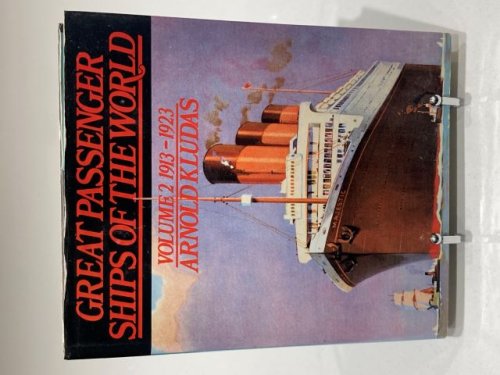 GREAT PASSENGER
SHIPS OF THE WORLD
VOLUME 2 1913-1923
ARNOLD KLUDAS